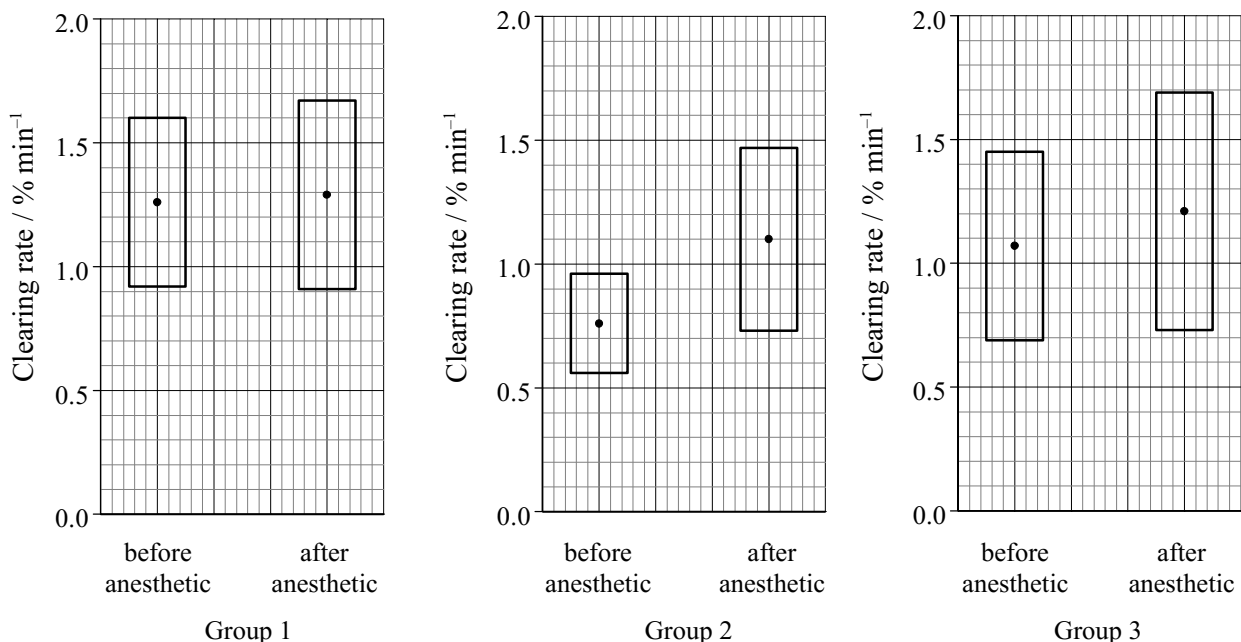 Clearing rate / % min⁻¹
2.0
1.5
1.0
0.5
0.0
before
anesthetic
after
anesthetic
Group 1
Clearing rate / % min⁻¹
2.0
1.5
1.0
0.5
0.0
before
anesthetic
after
anesthetic
Group 2
Clearing rate / % min⁻¹
2.0
1.5
1.0
0.5
0.0
before
anesthetic
after
anesthetic
Group 3